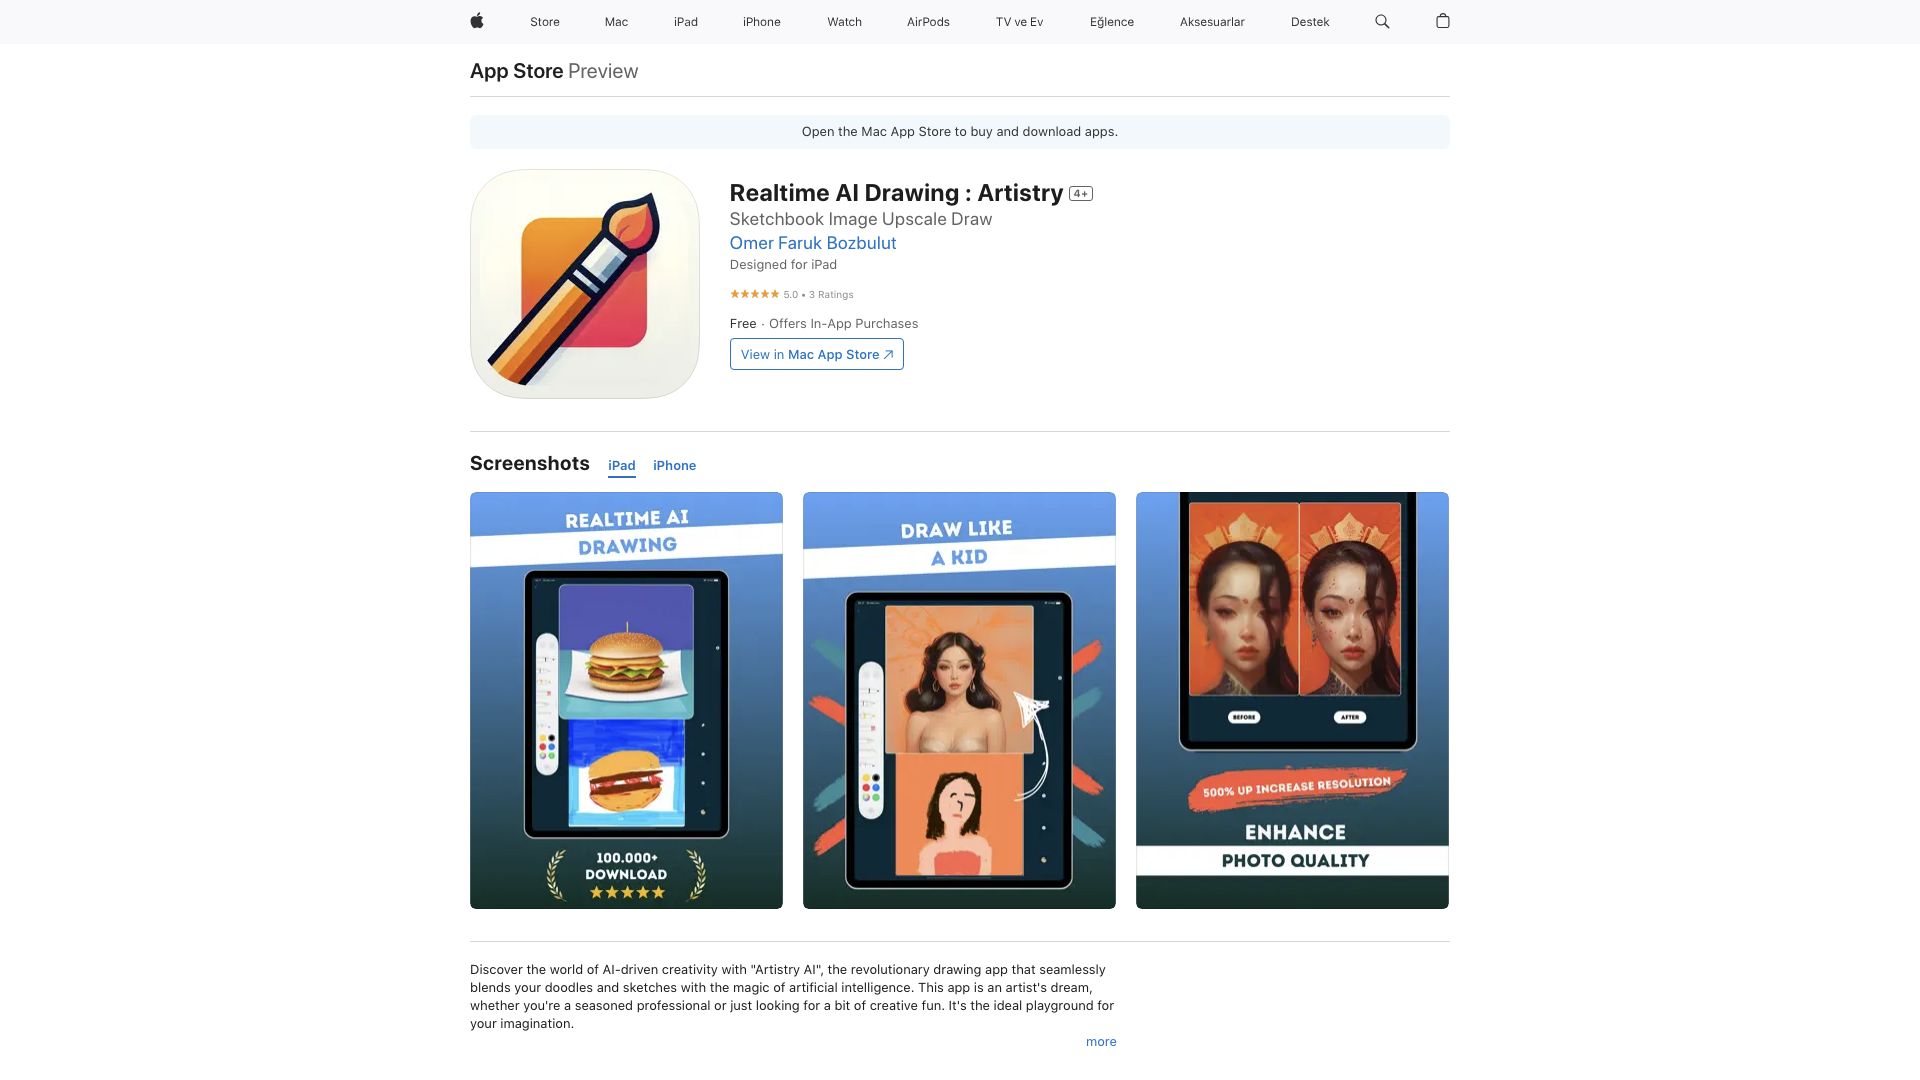 Store Mac iPad iPhone Watch AirPods TV ve Ev Eğlence Aksesuarlar Destek
App Store Preview
Open the Mac App Store to buy and download apps.
Realtime AI Drawing : Artistry 4+
Sketchbook Image Upscale Draw
Omer Faruk Bozbulut
Designed for iPad
5.0 • 3 Ratings
Free · Offers In-App Purchases
View in Mac App Store
Screenshots iPad iPhone
REALTIME AI
DRAWING
100.000+
DOWNLOAD
DRAW LIKE
A KID
BEFORE AFTER
500% UP INCREASE RESOLUTION
ENHANCE
PHOTO QUALITY
Discover the world of AI-driven creativity with "Artistry AI", the revolutionary drawing app that seamlessly
blends your doodles and sketches with the magic of artificial intelligence. This app is an artist's dream,
whether you're a seasoned professional or just looking for a bit of creative fun. It's the ideal playground for
your imagination.
more